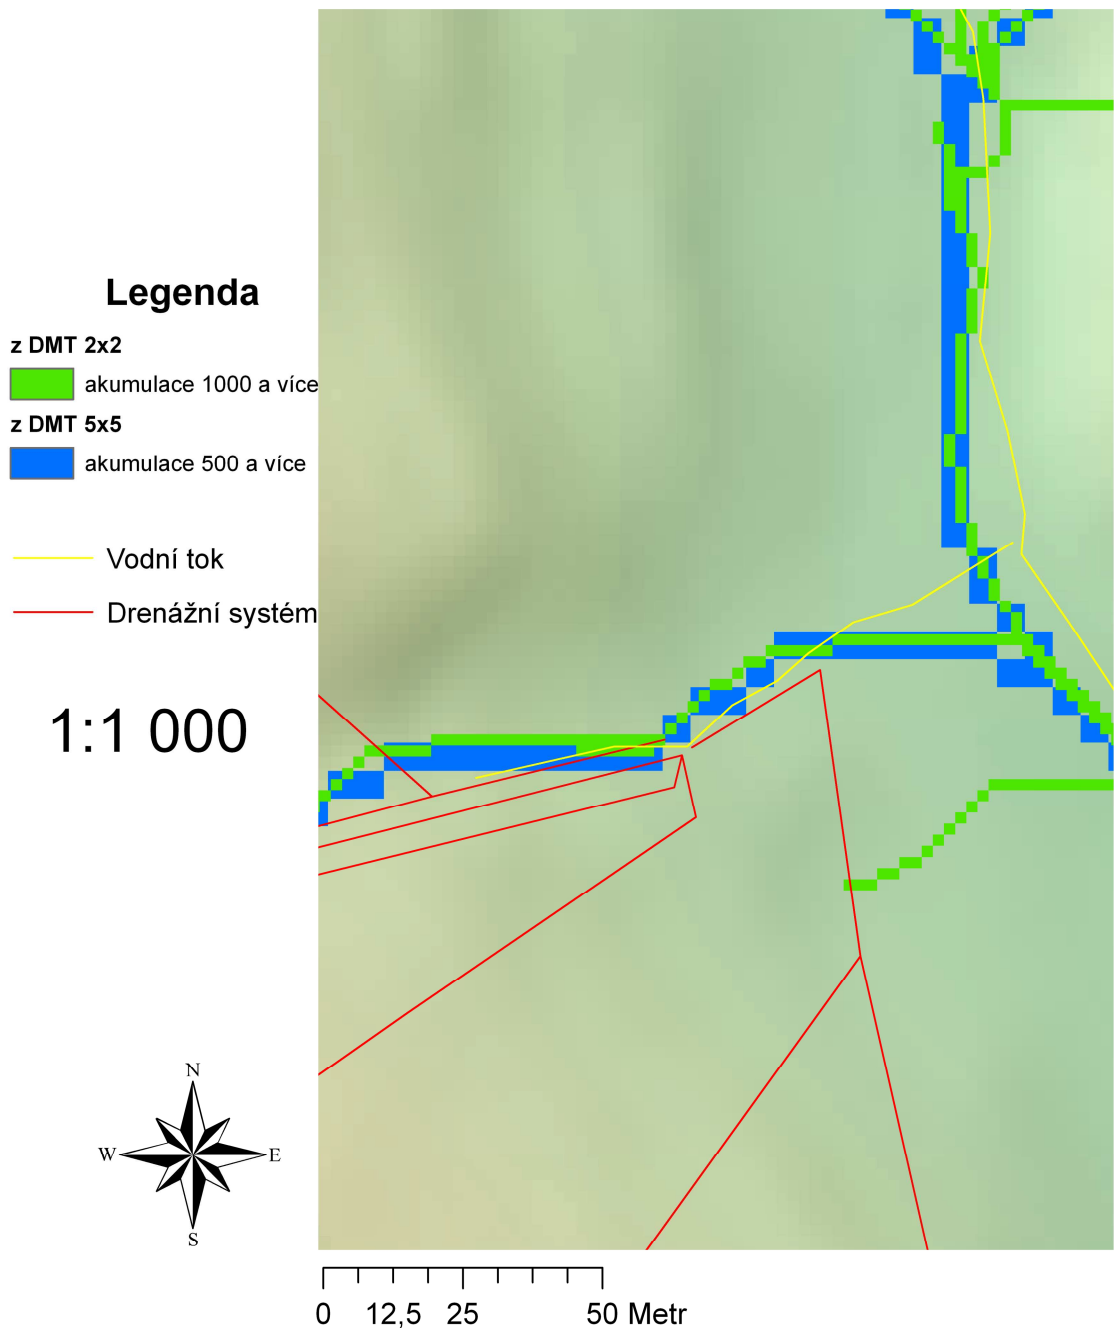 Legenda
z DMT 2x2
akumulace 1000 a více
z DMT 5x5
akumulace 500 a více
Vodní tok
Drenážní systém
1:1 000
N
W E
S
0 12,5 25 50 Metr